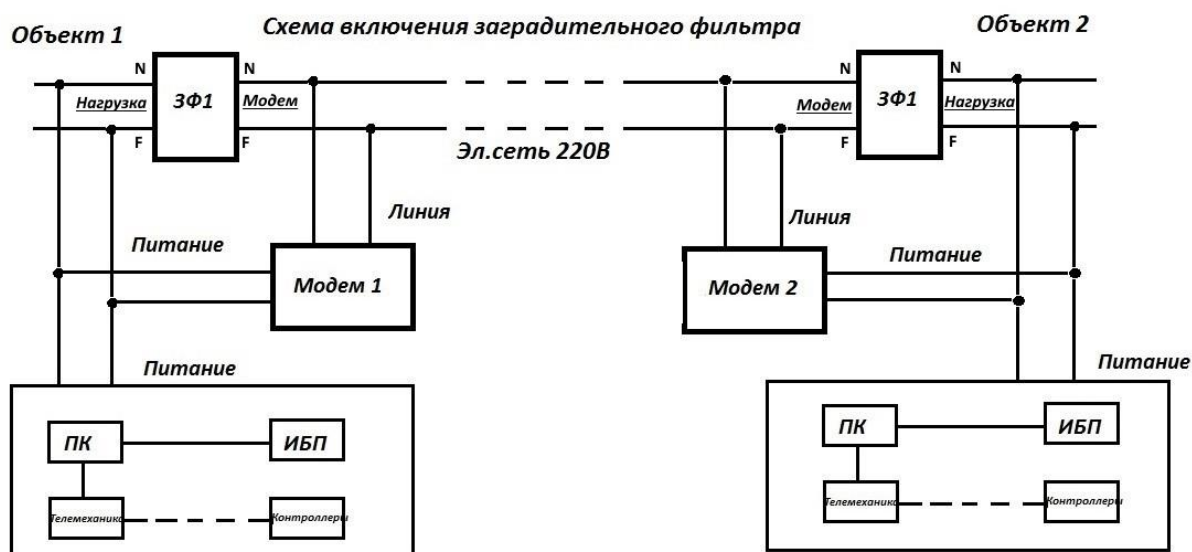 Схема включения заградительного фильтра
Объект 1
Объект 2
N
ЗФ1
N
Нагрузка
Модем
F
F
N
ЗФ1
N
Модем
Нагрузка
F
F
Эл.сеть 220В
Линия
Линия
Питание
Питание
Модем 1
Модем 2
Питание
Питание
ПК
ИБП
Телемеханика
Контроллеры
ПК
ИБП
Телемеханика
Контроллеры